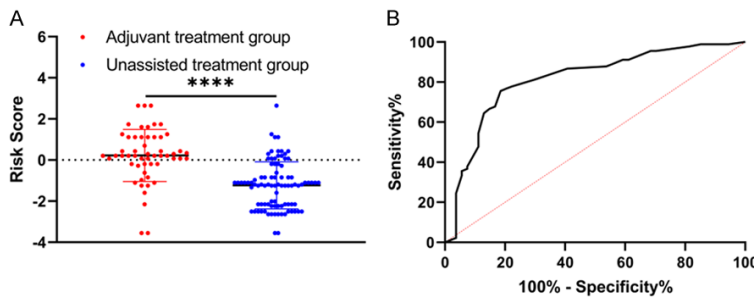 A
Adjuvant treatment group
Unassisted treatment group
****
Risk Score
6
4
2
0
-2
-4
B
Sensitivity%
100
80
60
40
20
0
0 20 40 60 80 100
100% - Specificity%